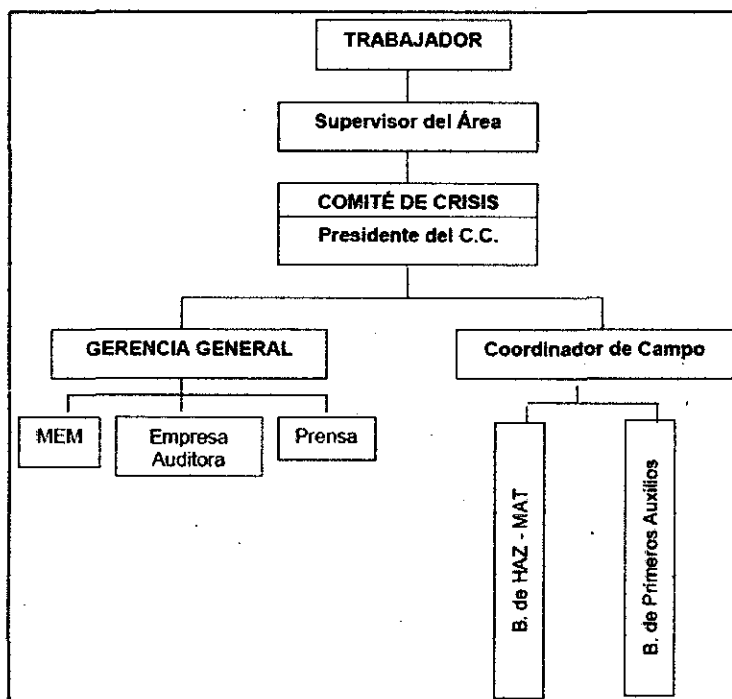 TRABAJADOR
Supervisor del Área
COMITÉ DE CRISIS
Presidente del C.C.
GERENCIA GENERAL
Coordinador de Campo
MEM
Empresa
Auditora
Prensa
B. de HAZ - MAT
B. de Primeros Auxilios